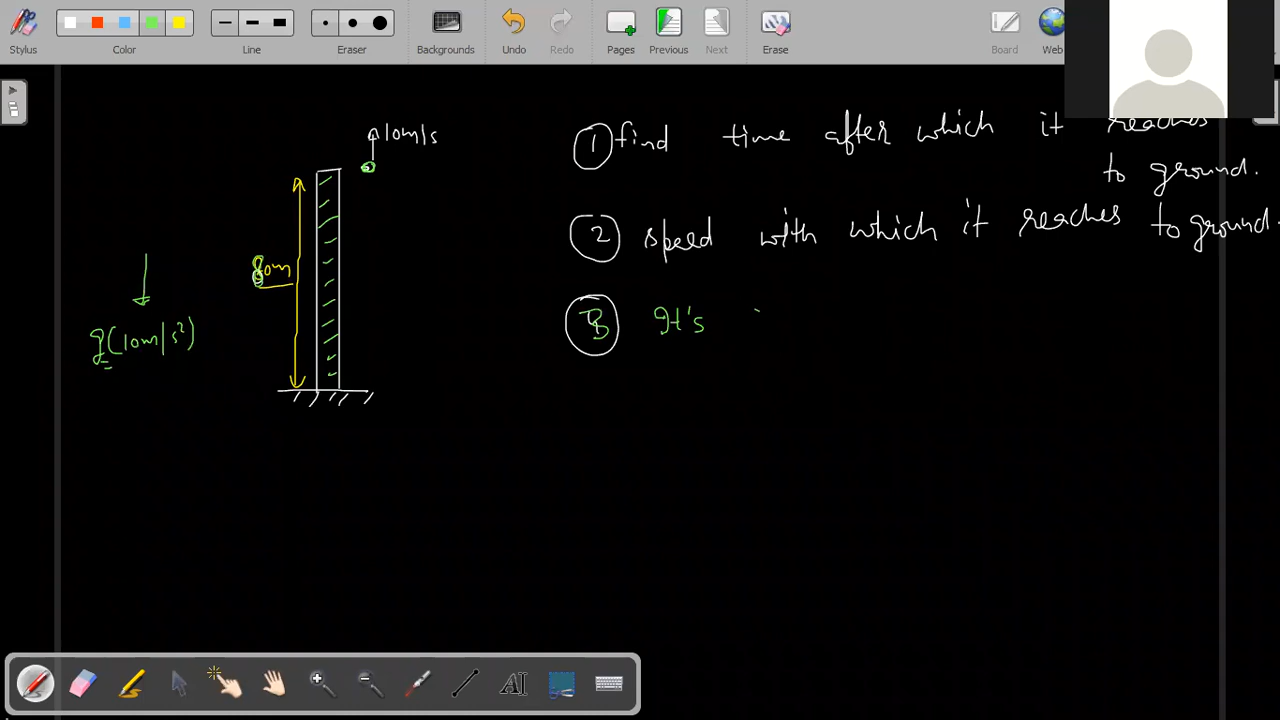 Stylus
Color
Line
Eraser
Backgrounds
Undo
Redo
Pages
Previous
Next
Erase
Board
Web
10m/s
80m
g(10m/s²)
1 find time after which it reaches
to ground.
2 speed with which it reaches to ground
3 It's